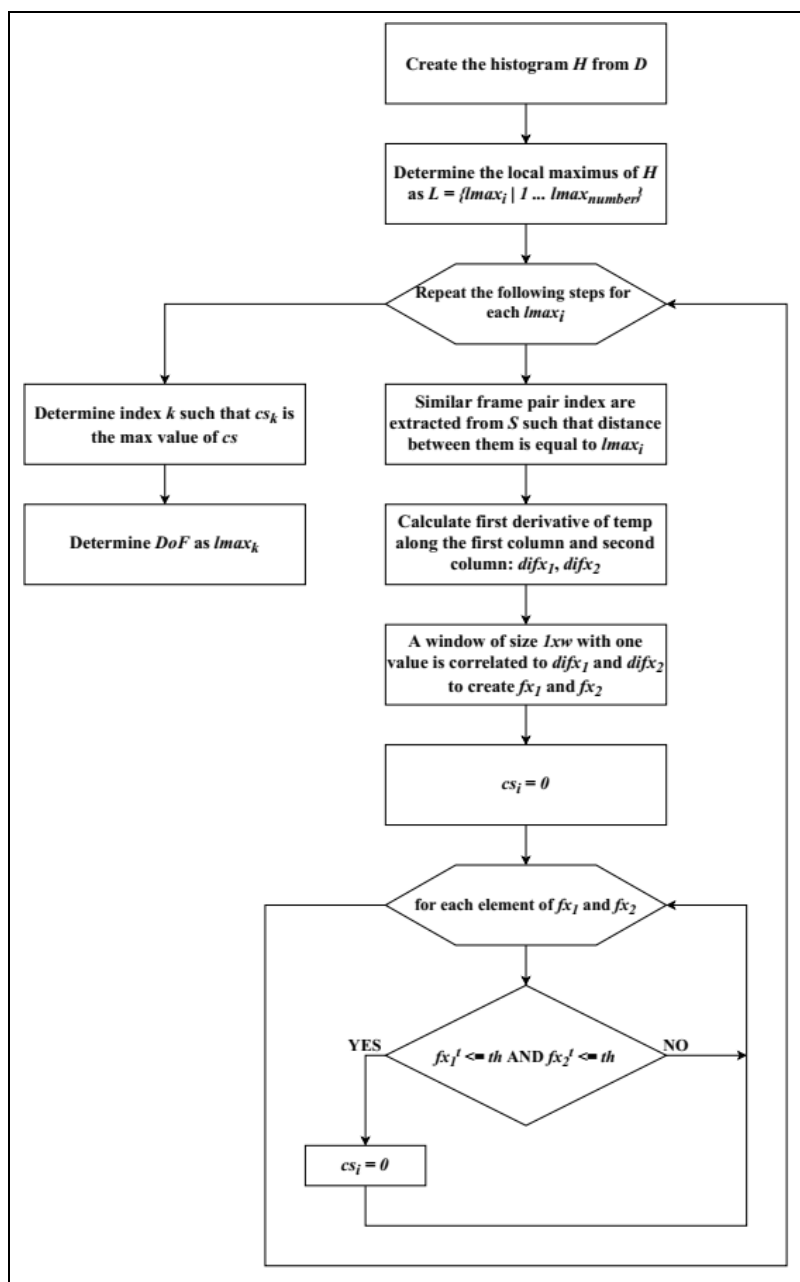 Create the histogram H from D
Determine the local maximus of H
as L = {lmaxi | 1 ... lmaxnumber}
Repeat the following steps for
each lmaxi
Determine index k such that csk is
the max value of cs
Determine DoF as lmaxk
Similar frame pair index are
extracted from S such that distance
between them is equal to lmaxi
Calculate first derivative of temp
along the first column and second
column: difx1, difx2
A window of size 1xw with one
value is correlated to difx1 and difx2
to create fx1 and fx2
csi = 0
for each element of fx1 and fx2
YES
fx1t <= th AND fx2t <= th
NO
csi = 0